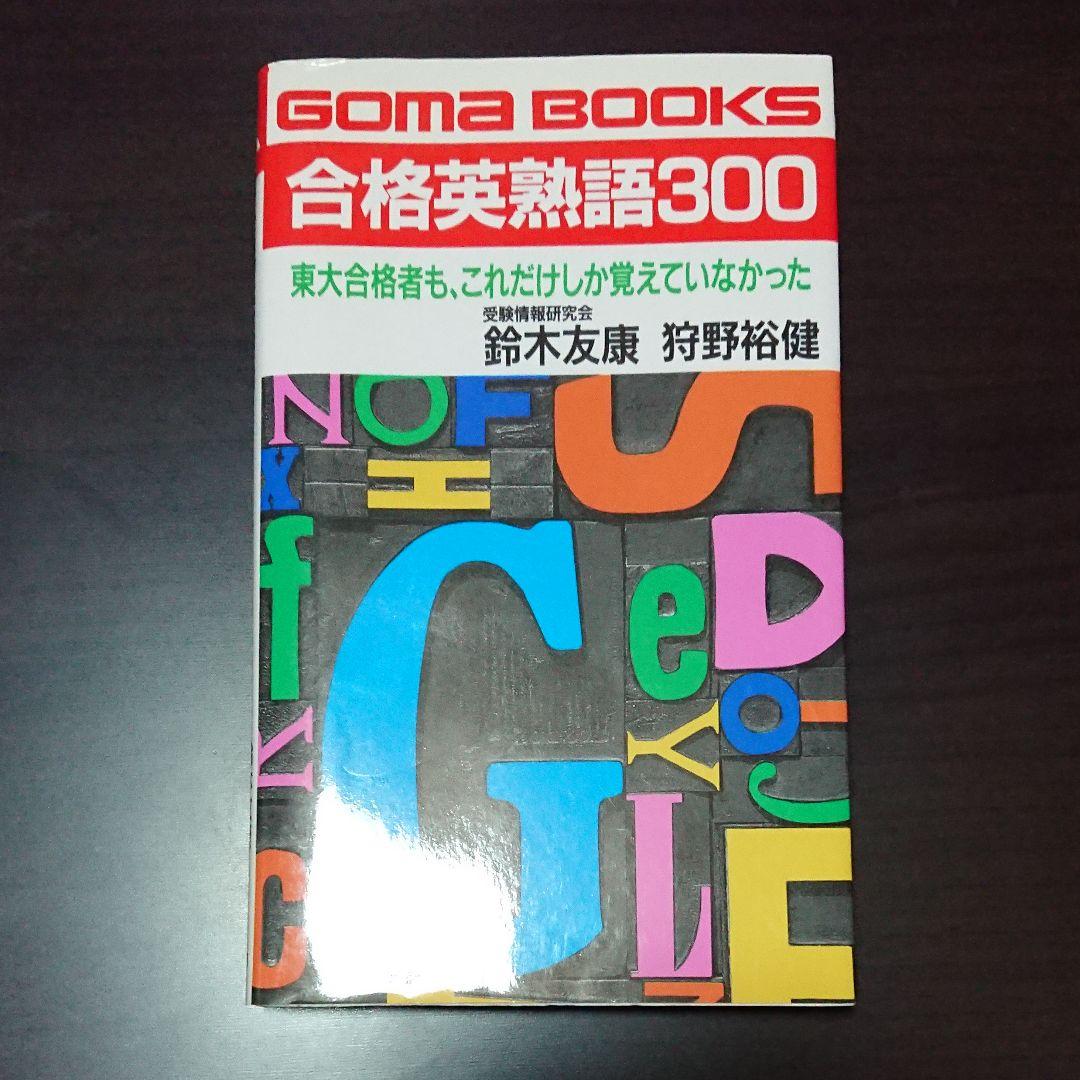 Goma BOOKS
合格英熟語300
東大合格者も、これだけしか覚えていなかった
受験情報研究会
鈴木友康 狩野裕健
N O F S
x H
f G e D
K Y o j
c L E